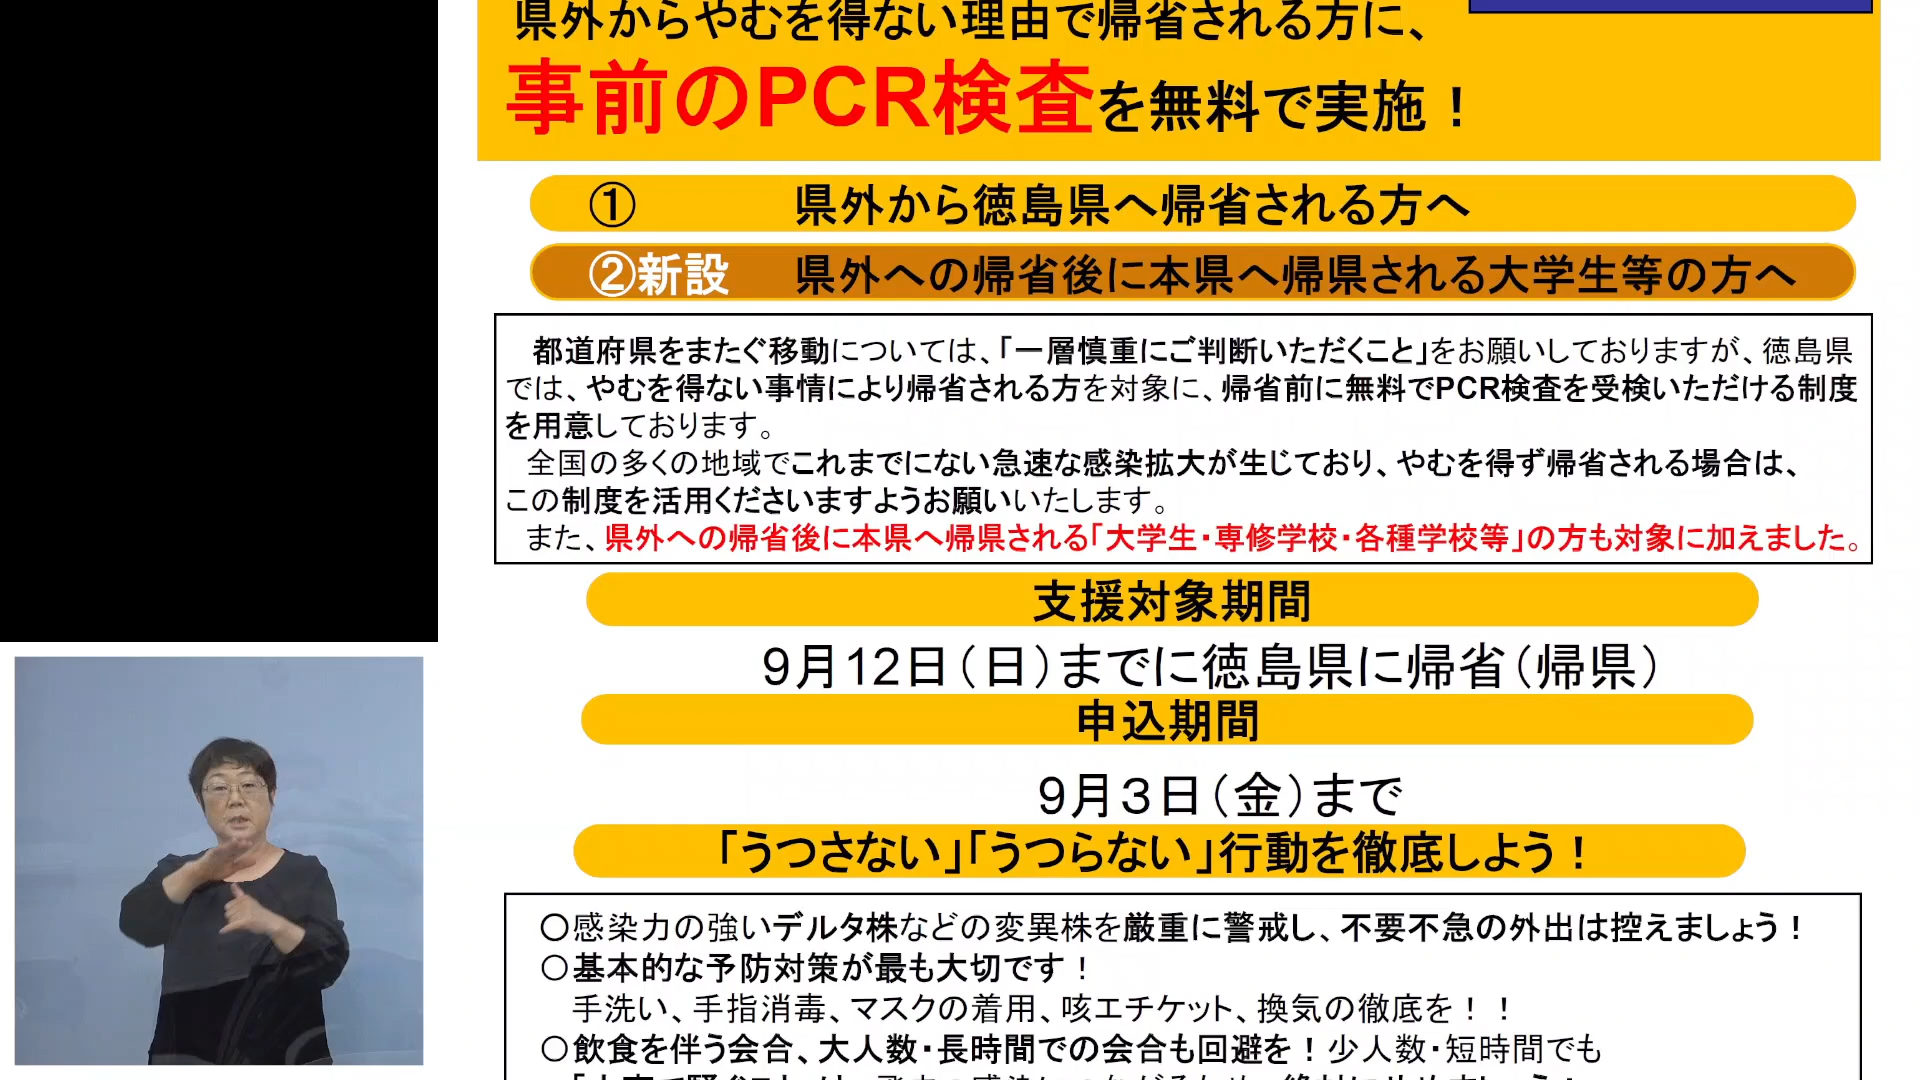 県外からやむを得ない理由で帰省される方に、
事前のPCR検査を無料で実施！
① 県外から徳島県へ帰省される方へ
②新設 県外への帰省後に本県へ帰県される大学生等の方へ
都道府県をまたぐ移動については、「一層慎重にご判断いただくこと」をお願いしておりますが、徳島県
では、やむを得ない事情により帰省される方を対象に、帰省前に無料でPCR検査を受検いただける制度
を用意しております。
全国の多くの地域でこれまでにない急速な感染拡大が生じており、やむを得ず帰省される場合は、
この制度を活用くださいますようお願いいたします。
また、県外への帰省後に本県へ帰県される「大学生・専修学校・各種学校等」の方も対象に加えました。
支援対象期間
9月12日（日）までに徳島県に帰省（帰県）
申込期間
9月３日（金）まで
「うつさない」「うつらない」行動を徹底しよう！
〇感染力の強いデルタ株などの変異株を厳重に警戒し、不要不急の外出は控えましょう！
〇基本的な予防対策が最も大切です！
手洗い、手指消毒、マスクの着用、咳エチケット、換気の徹底を！！
〇飲食を伴う会合、大人数・長時間での会合も回避を！少人数・短時間でも